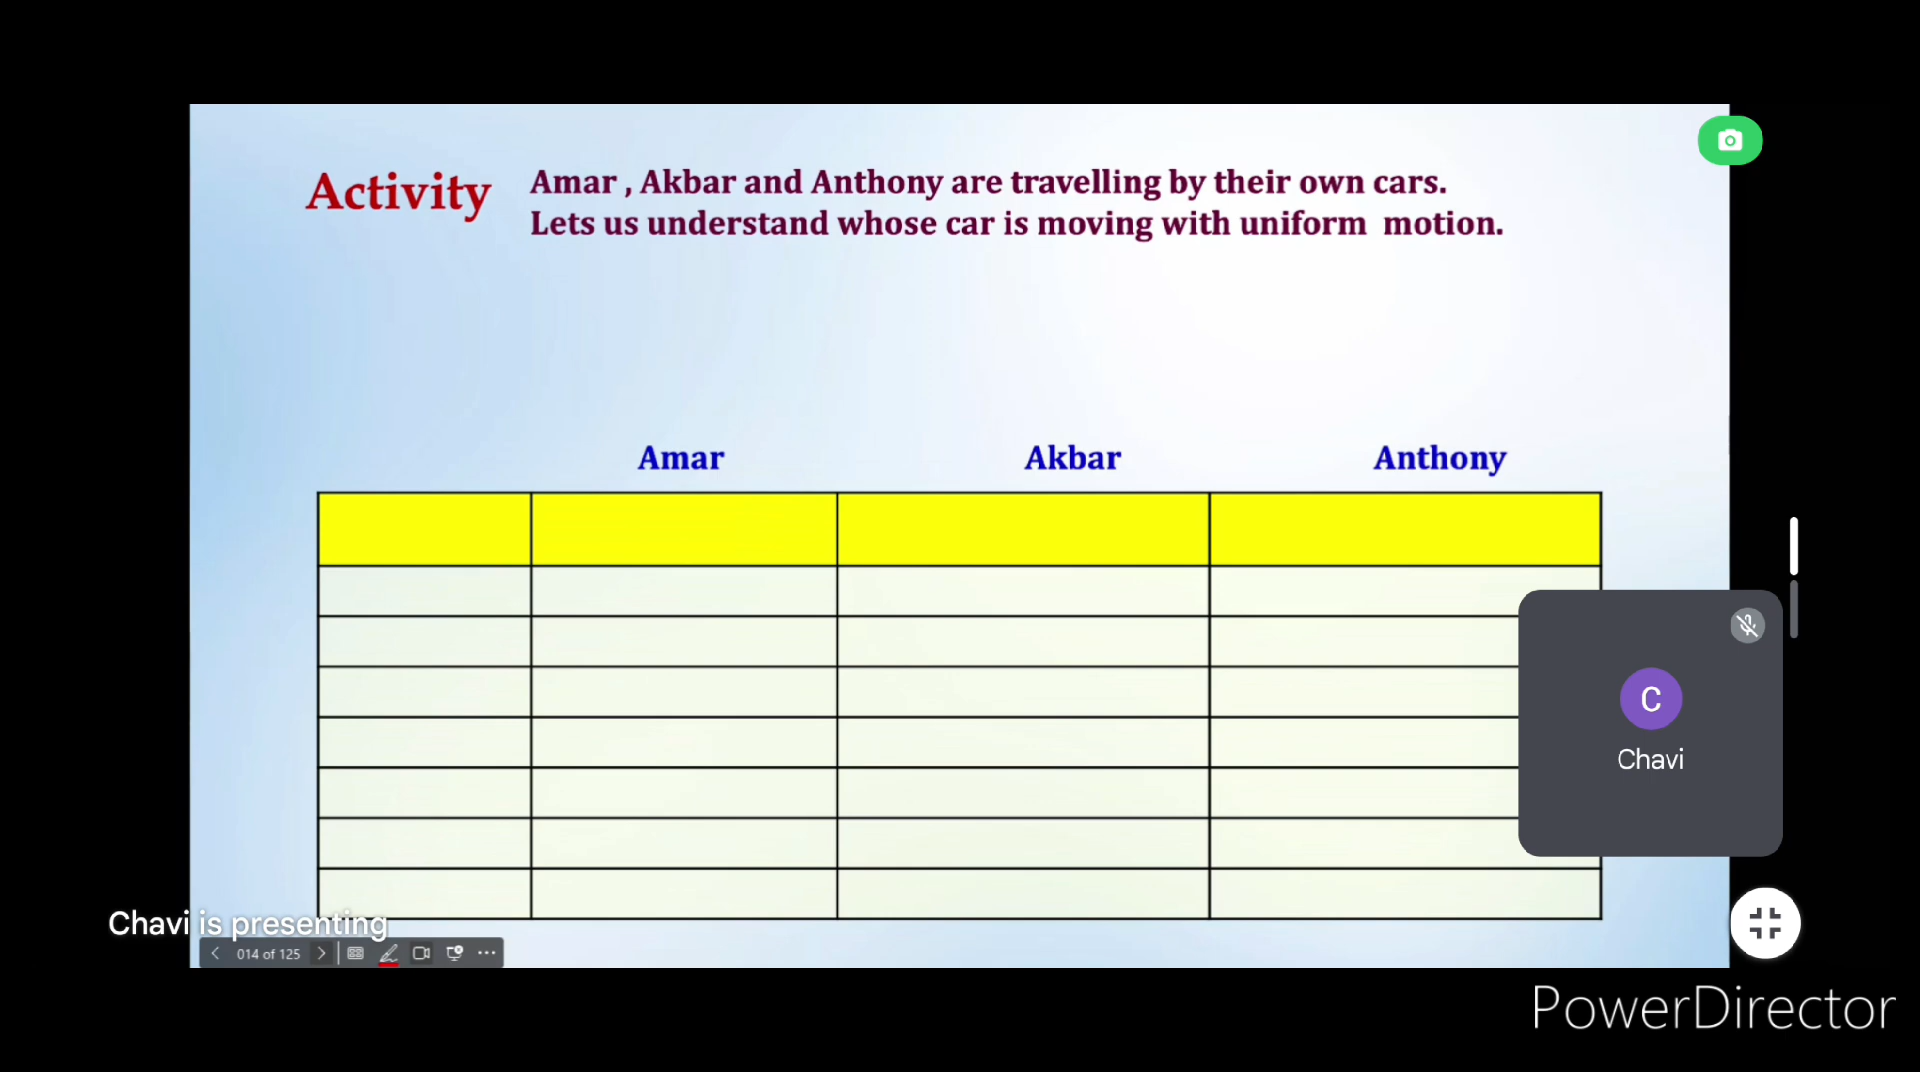 Activity
Amar , Akbar and Anthony are travelling by their own cars.
Lets us understand whose car is moving with uniform motion.
Amar Akbar Anthony
C
Chavi
Chavi is presenting
014 of 125
PowerDirector